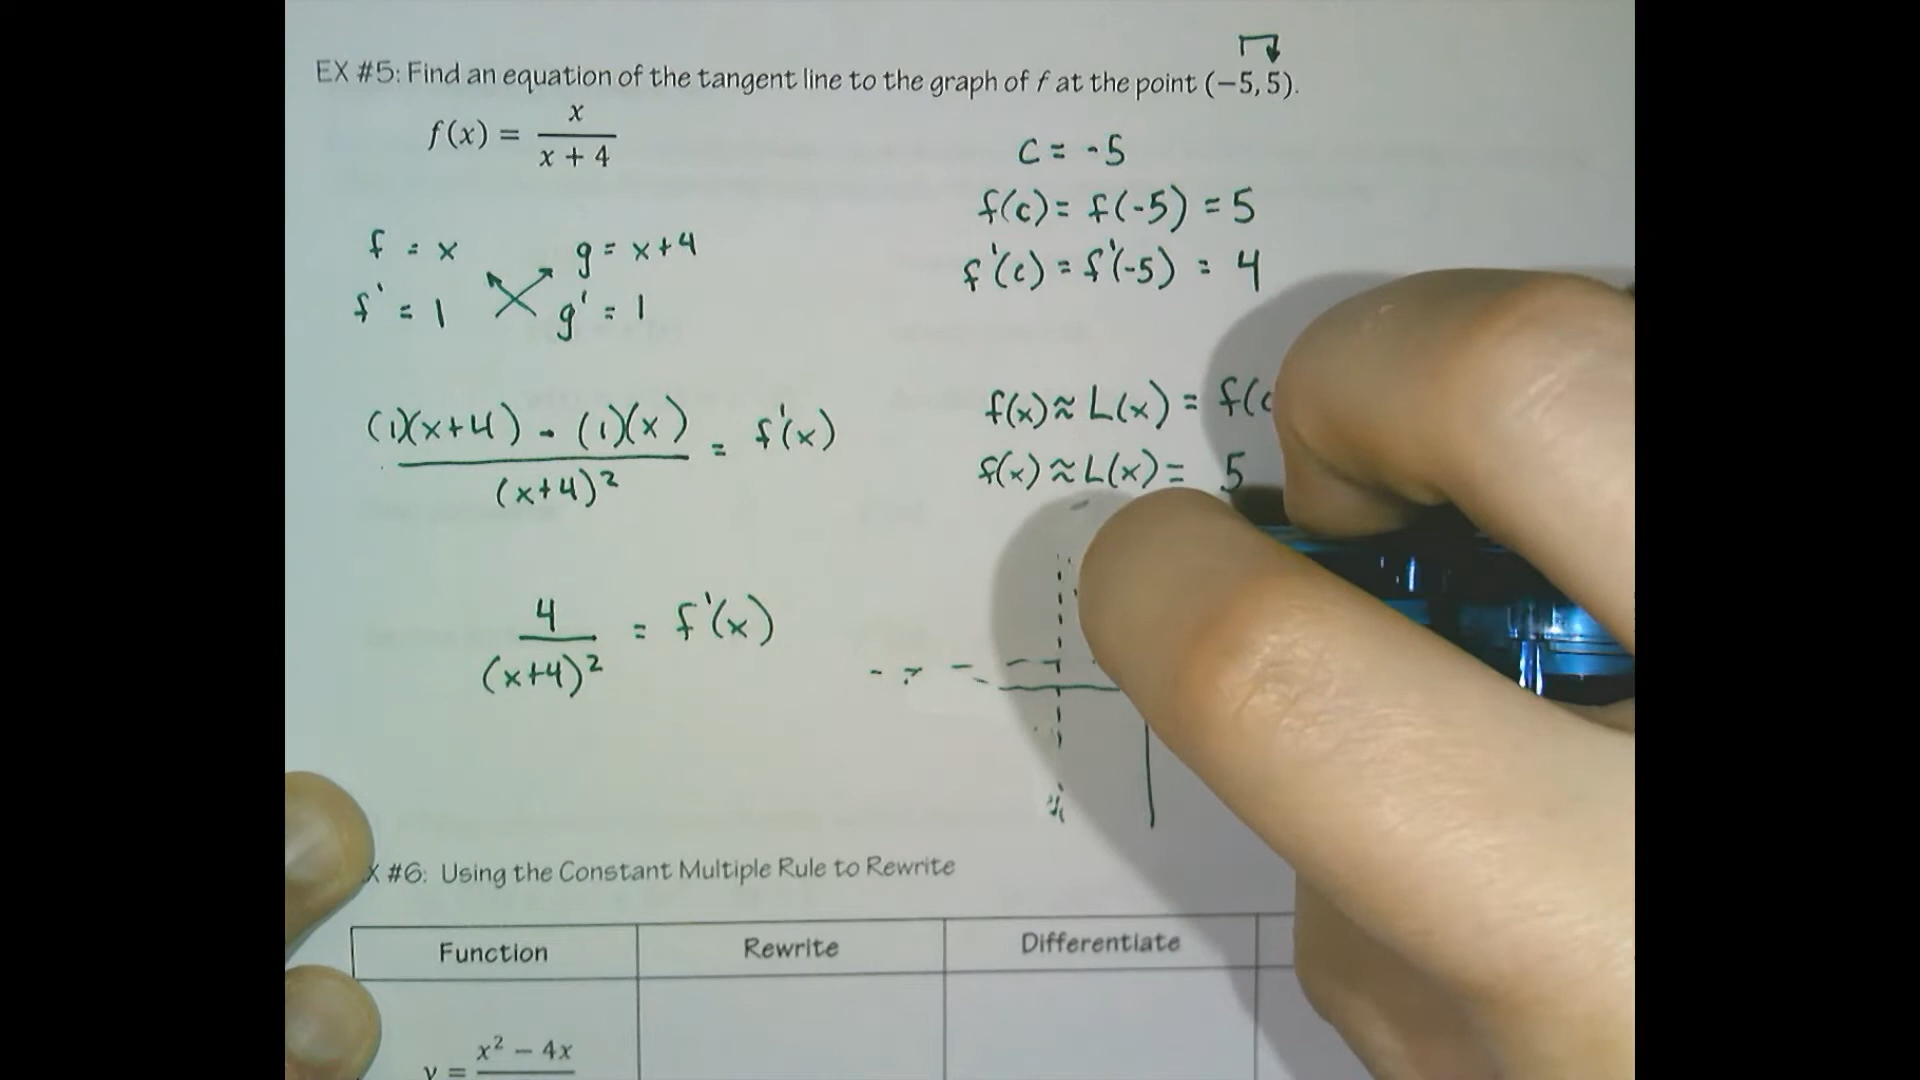 EX #5: Find an equation of the tangent line to the graph of f at the point (−5, 5).
f(x) = x / (x + 4)
c = -5
f(c) = f(-5) = 5
f'(c) = f'(-5) = 4
f = x g = x+4
f' = 1 g' = 1
f(x) ≈ L(x) = f(c
f(x) ≈ L(x) = 5
(1)(x+4) - (1)(x) / (x+4)² = f'(x)
4 / (x+4)² = f'(x)
X #6: Using the Constant Multiple Rule to Rewrite
Function Rewrite Differentiate
y = x² − 4x